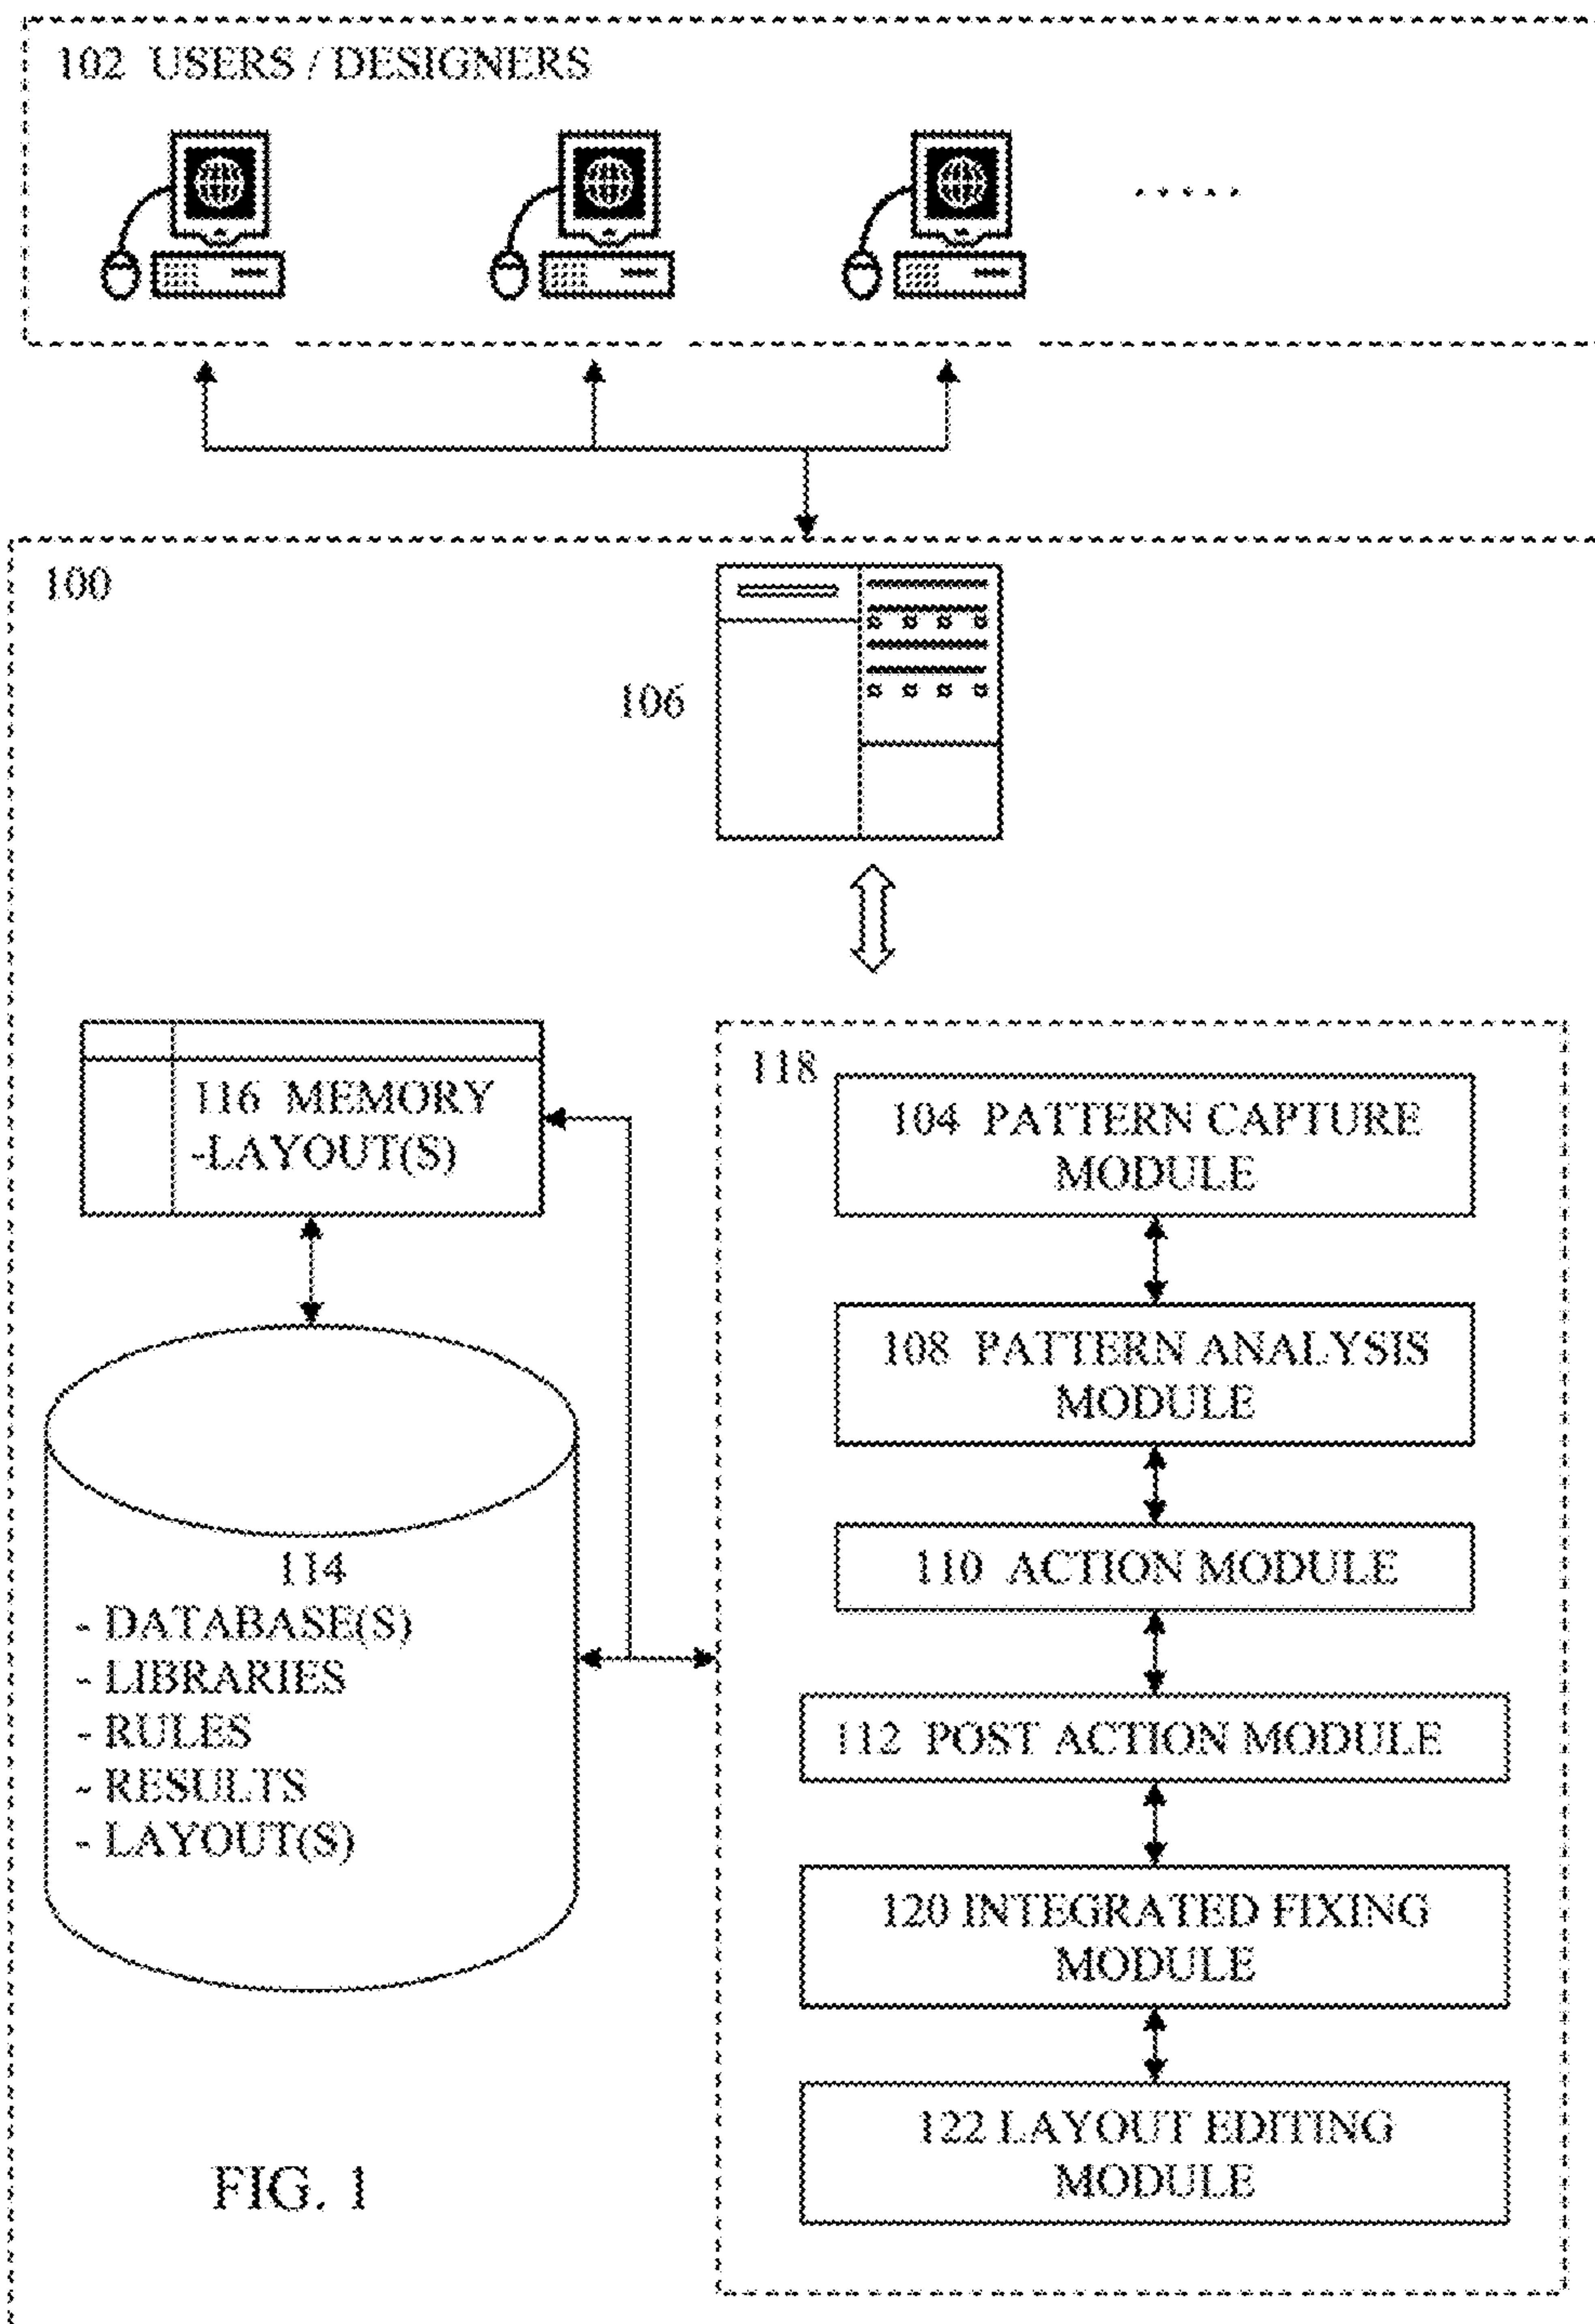 102 USERS / DESIGNERS
.....
100
106
116 MEMORY
-LAYOUT(S)
118
104 PATTERN CAPTURE
MODULE
108 PATTERN ANALYSIS
MODULE
110 ACTION MODULE
112 POST ACTION MODULE
120 INTEGRATED FIXING
MODULE
122 LAYOUT EDITING
MODULE
114
- DATABASE(S)
- LIBRARIES
- RULES
- RESULTS
- LAYOUT(S)
FIG. 1